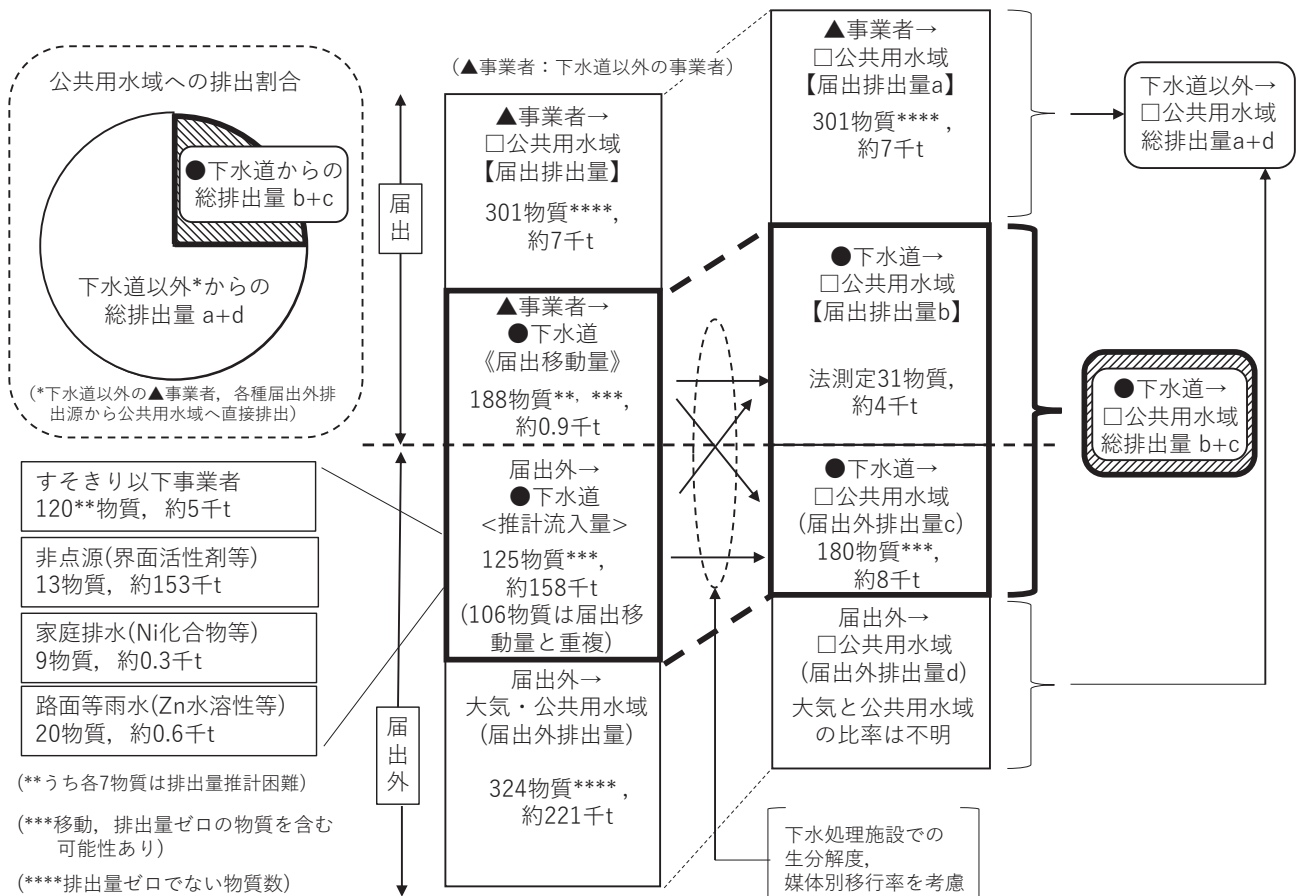 公共用水域への排出割合
●下水道からの
総排出量 b+c
下水道以外*からの
総排出量 a+d
(*下水道以外の▲事業者，各種届出外排
出源から公共用水域へ直接排出)
すそきり以下事業者
120**物質，約5千t
非点源(界面活性剤等)
13物質，約153千t
家庭排水(Ni化合物等)
9物質，約0.3千t
路面等雨水(Zn水溶性等)
20物質，約0.6千t
(**うち各7物質は排出量推計困難)
(***移動，排出量ゼロの物質を含む
可能性あり)
(****排出量ゼロでない物質数)
届出
届出外
(▲事業者：下水道以外の事業者)
▲事業者→
□公共用水域
【届出排出量】
301物質****,
約7千t
▲事業者→
●下水道
《届出移動量》
188物質**, ***,
約0.9千t
届出外→
●下水道
<推計流入量>
125物質***,
約158千t
(106物質は届出移
動量と重複)
届出外→
大気・公共用水域
(届出外排出量)
324物質****,
約221千t
▲事業者→
□公共用水域
【届出排出量a】
301物質****,
約7千t
●下水道→
□公共用水域
【届出排出量b】
法測定31物質,
約4千t
●下水道→
□公共用水域
(届出外排出量c)
180物質***,
約8千t
届出外→
□公共用水域
(届出外排出量d)
大気と公共用水域
の比率は不明
下水処理施設での
生分解度,
媒体別移行率を考慮
下水道以外→
□公共用水域
総排出量a+d
●下水道→
□公共用水域
総排出量 b+c